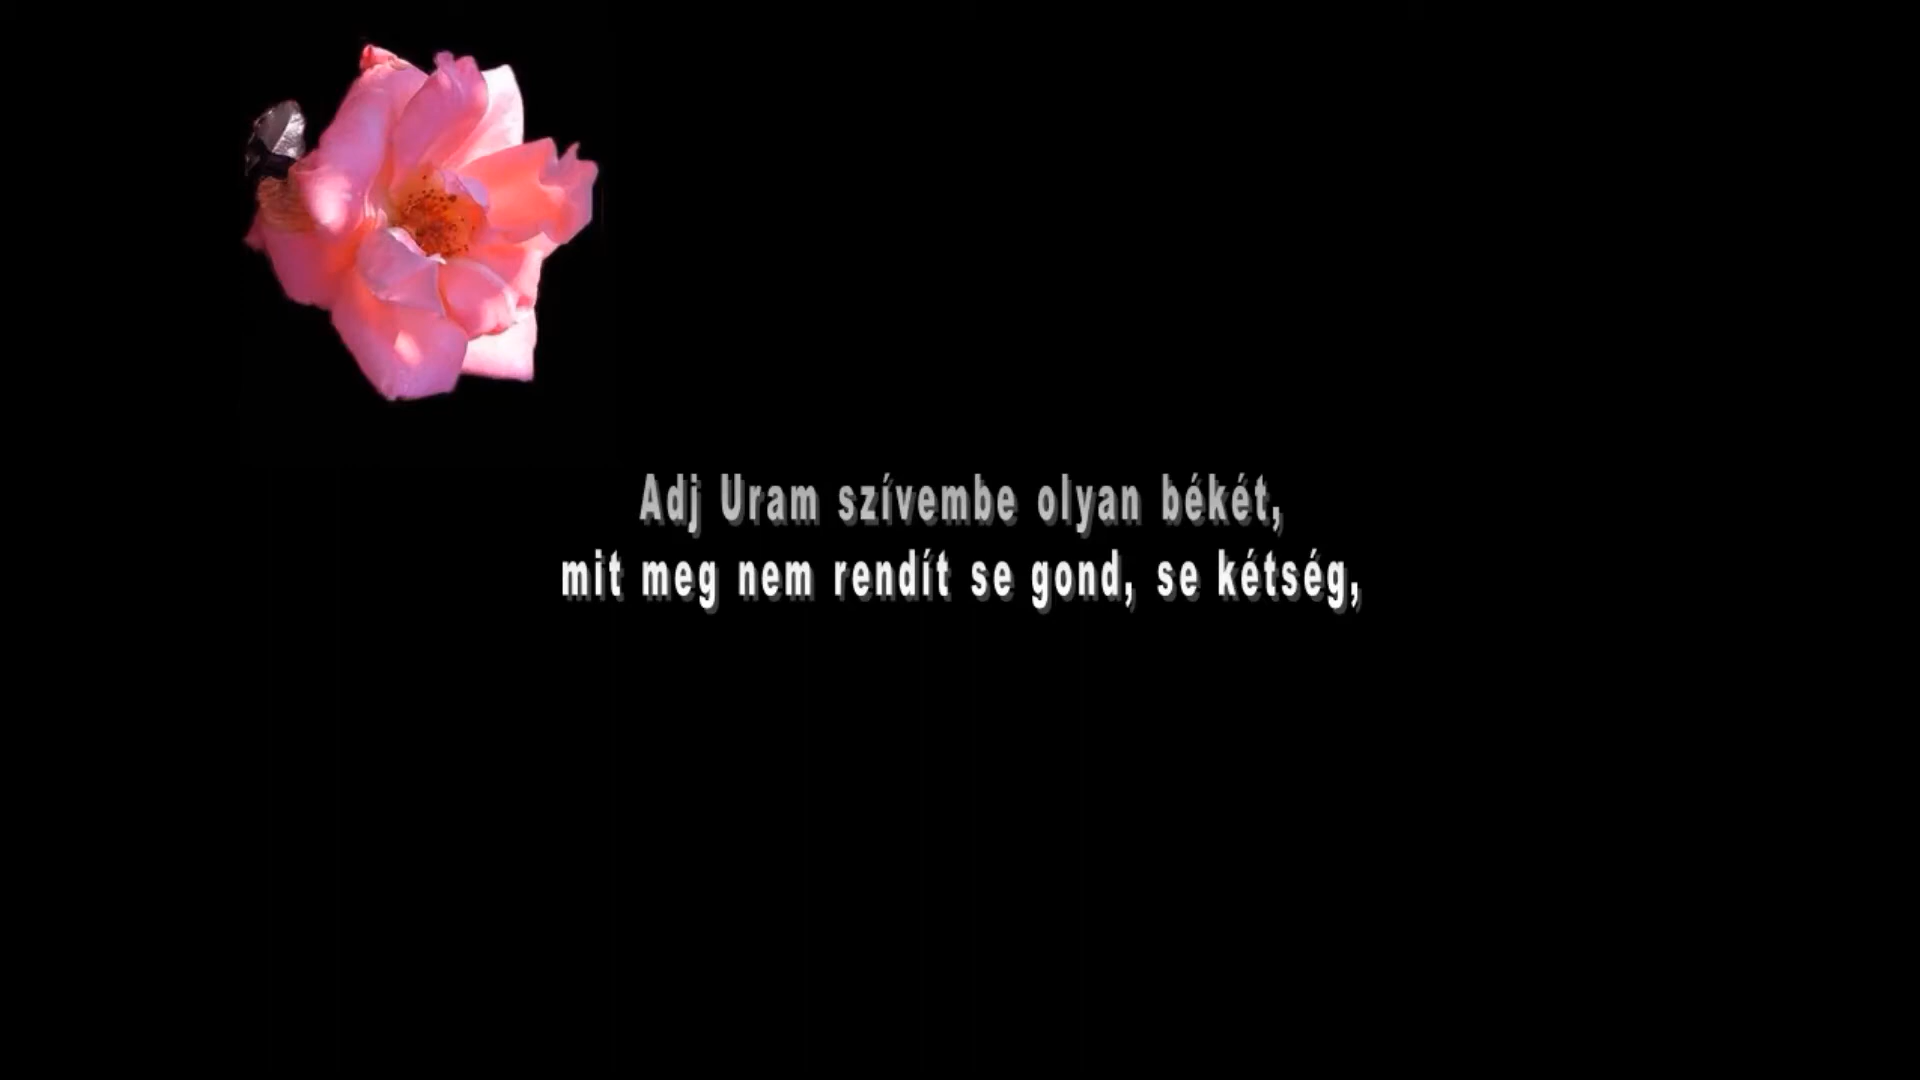 Adj Uram szívembe olyan békét,
mit meg nem rendít se gond, se kétség,